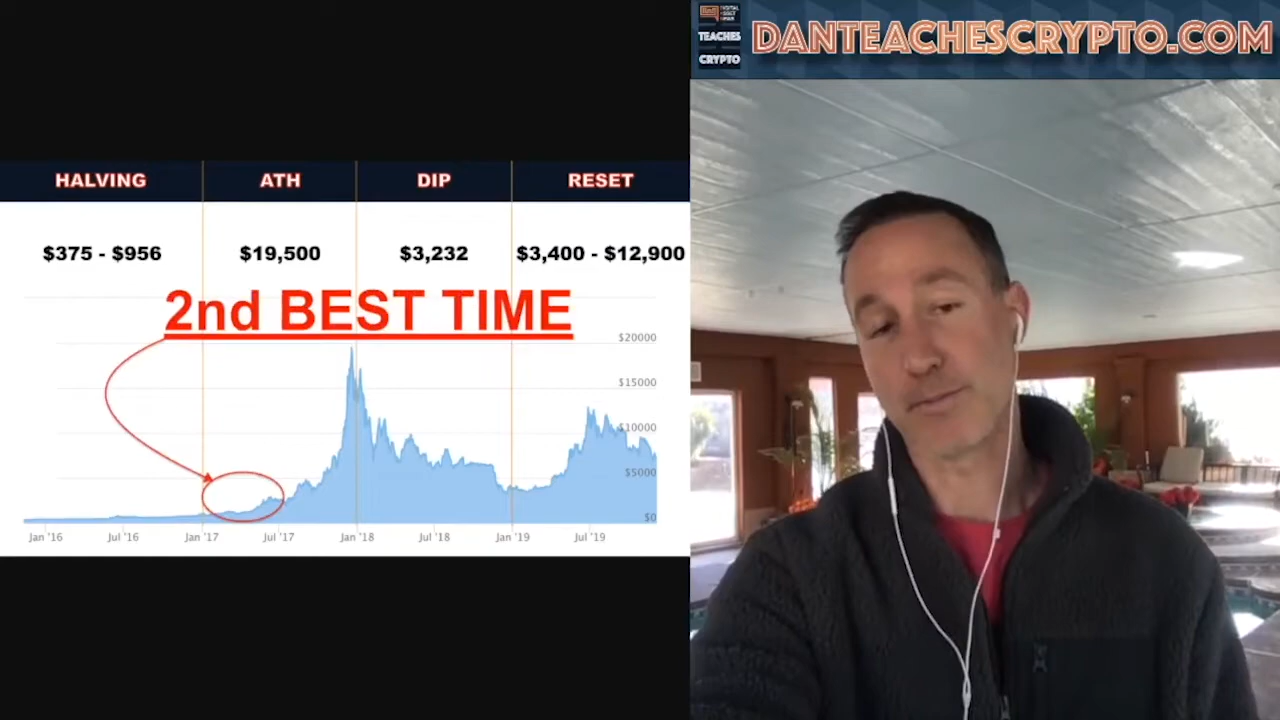 DANTEACHESCRYPTO.COM
TEACHES
CRYPTO
HALVING ATH DIP RESET
$375 - $956 $19,500 $3,232 $3,400 - $12,900
2nd BEST TIME
$20000
$15000
$10000
$5000
$0
Jan '16 Jul '16 Jan '17 Jul '17 Jan '18 Jul '18 Jan '19 Jul '19